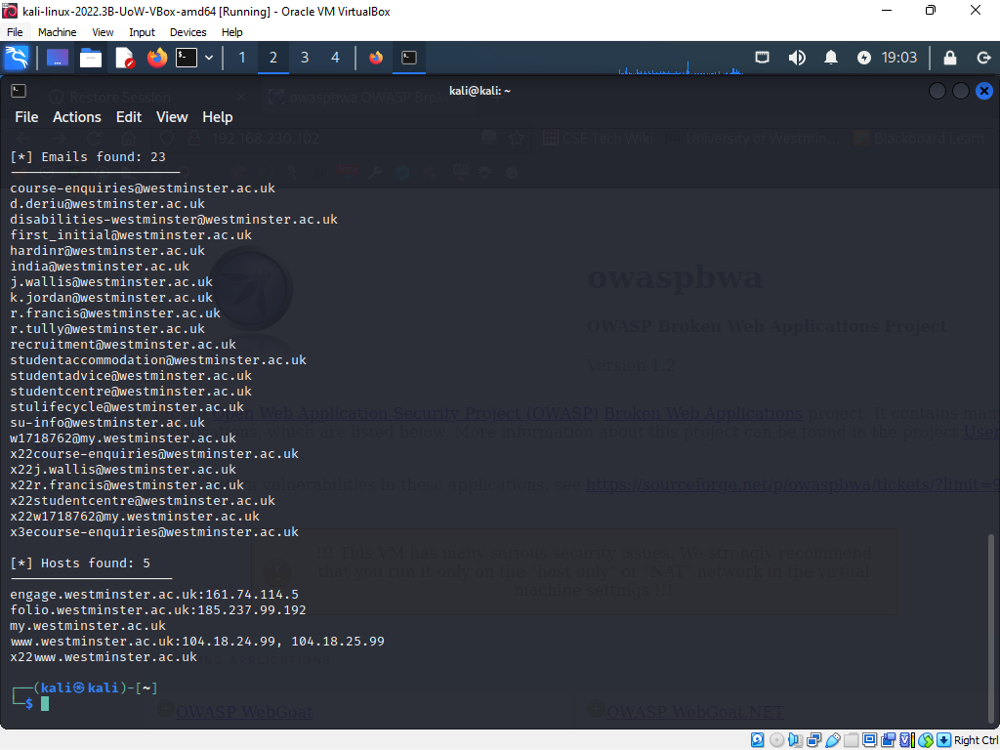 kali-linux-2022.3B-UoW-VBox-amd64 [Running] - Oracle VM VirtualBox
File Machine View Input Devices Help
1 2 3 4 19:03
kali@kali: ~
Restore Session owaspbwa OWASP Bro
File Actions Edit View Help
192.168.230.102 CSE Tech Wiki University of Westmin Blackboard Learn
[*] Emails found: 23
course-enquiries@westminster.ac.uk
d.deriu@westminster.ac.uk
disabilities-westminster@westminster.ac.uk
first_initial@westminster.ac.uk
hardinr@westminster.ac.uk
india@westminster.ac.uk
j.wallis@westminster.ac.uk
owaspbwa
k.jordan@westminster.ac.uk
r.francis@westminster.ac.uk
r.tully@westminster.ac.uk
OWASP Broken Web Applications Project
recruitment@westminster.ac.uk
studentaccommodation@westminster.ac.uk
Version 1.2
studentadvice@westminster.ac.uk
studentcentre@westminster.ac.uk
stulifecycle@westminster.ac.uk
Open Web Application Security Project (OWASP) Broken Web Applications project. It contains man
su-info@westminster.ac.uk
which are listed below. More information about this project can be found in the project User
w1718762@my.westminster.ac.uk
x22course-enquiries@westminster.ac.uk
x22j.wallis@westminster.ac.uk
x22r.francis@westminster.ac.uk
vulnerabilities in these applications, see https://sourceforge.net/p/owaspbwa/tickets/?limit=9
x22studentcentre@westminster.ac.uk
x22w1718762@my.westminster.ac.uk
x3ecourse-enquiries@westminster.ac.uk
!!! This VM has many serious security issues. We strongly recommend
[*] Hosts found: 5
that you run it only on the "host only" or "NAT" network in the virtual
machine settings !!!
engage.westminster.ac.uk:161.74.114.5
folio.westminster.ac.uk:185.237.99.192
my.westminster.ac.uk
www.westminster.ac.uk:104.18.24.99, 104.18.25.99
x22www.westminster.ac.uk
APPLICATIONS
┌──(kali㉿kali)-[~]
└─$
OWASP WebGoat OWASP WebGoat.NET
Right Ctrl